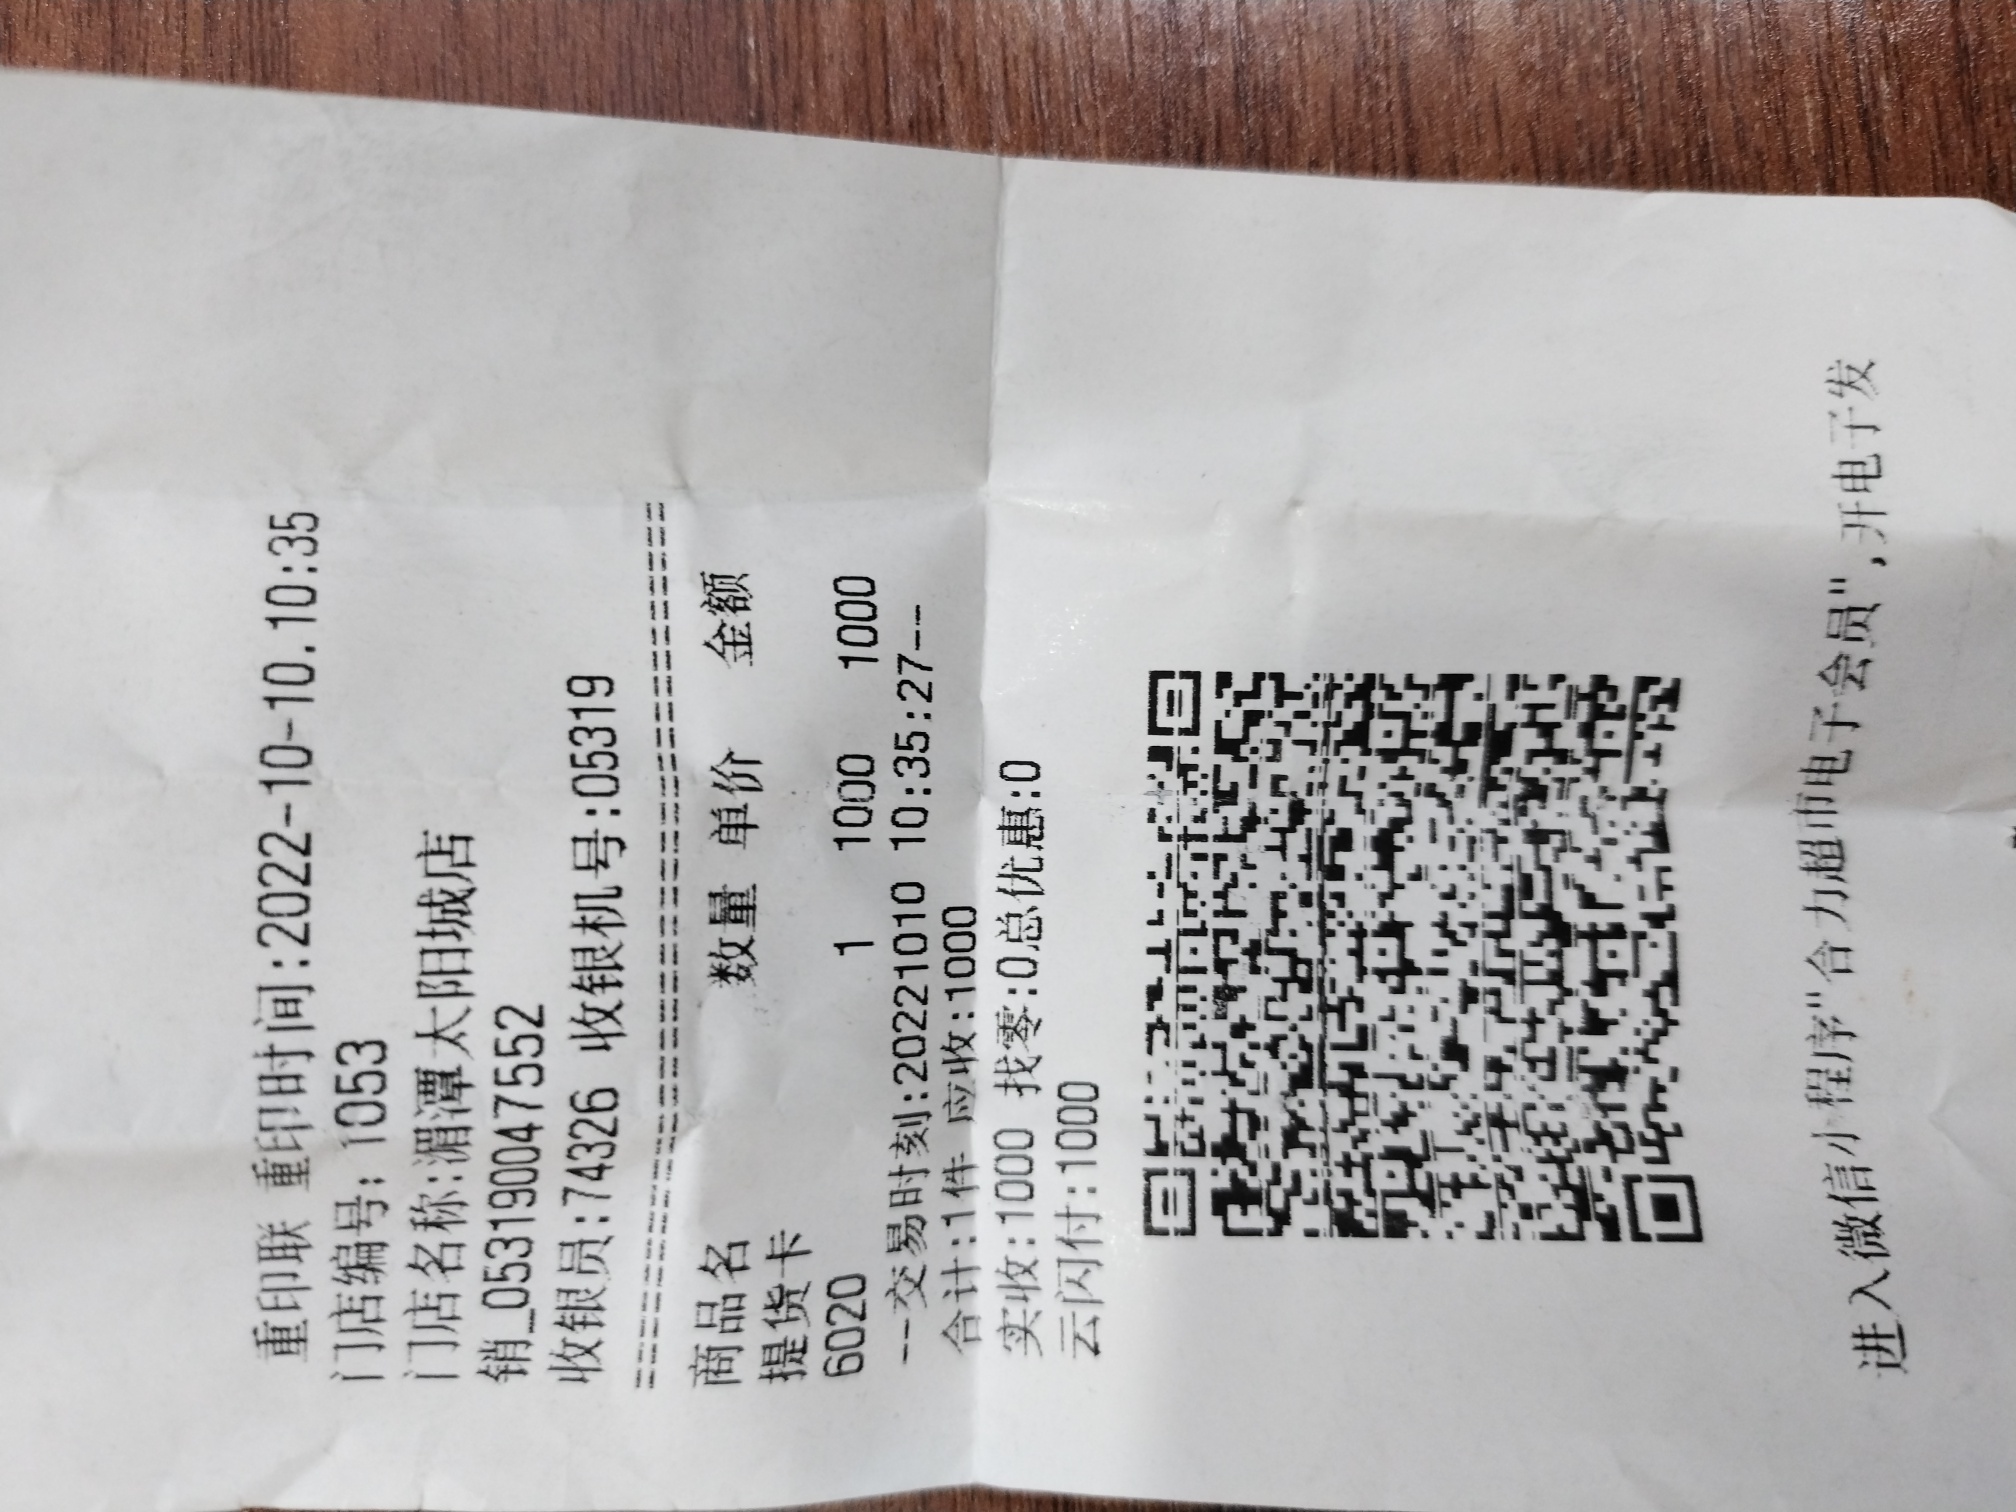 重印联 重印时间:2022-10-10.10:35
门店编号: 1053
门店名称:湄潭太阳城店
销_053190047552
收银员:74326 收银机号:05319
========================================
商品名 数量 单价 金额
提货卡
6020 1 1000 1000
--交易时刻:20221010 10:35:27--
合计:1件 应收:1000
实收:1000 找零:0总优惠:0
云闪付:1000
进入微信小程序"合力超市电子会员",开电子发